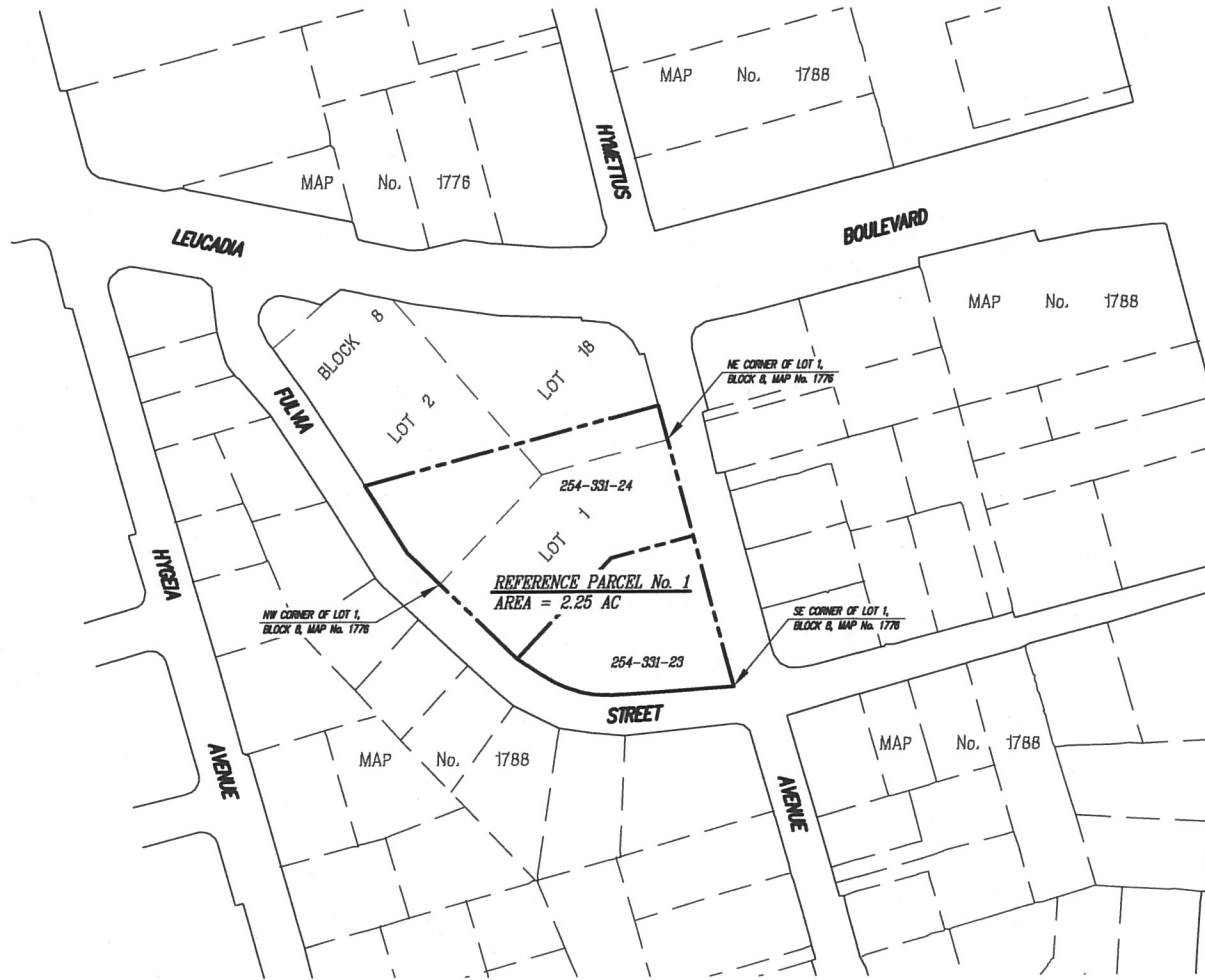 MAP No. 1788
HYMETTUS
MAP No. 1776
LEUCADIA
BOULEVARD
MAP No. 1788
BLOCK 8
LOT 18
LOT 2
NE CORNER OF LOT 1,
BLOCK 8, MAP No. 1776
FULVIA
254-331-24
LOT 1
HYGEIA
REFERENCE PARCEL No. 1
AREA = 2.25 AC
NW CORNER OF LOT 1,
BLOCK 8, MAP No. 1776
SE CORNER OF LOT 1,
BLOCK 8, MAP No. 1776
254-331-23
STREET
AVENUE
MAP No. 1788
MAP No. 1788
AVENUE